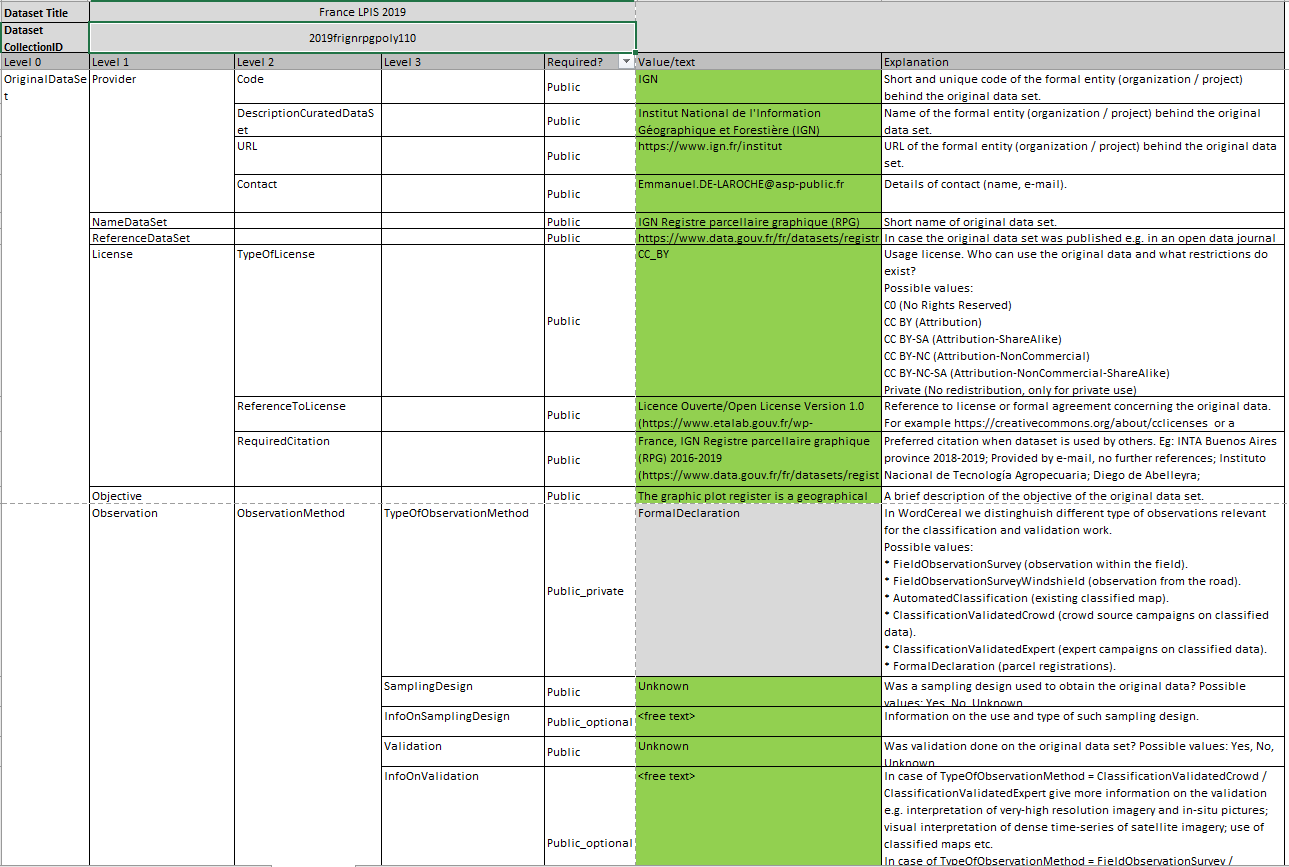 Dataset Title
France LPIS 2019
Dataset
CollectionID
2019frignrpgpoly110
Level 0
Level 1
Level 2
Level 3
Required?
Value/text
Explanation
OriginalDataSe
t
Provider
Code
Public
IGN
Short and unique code of the formal entity (organization / project)
behind the original data set.
DescriptionCuratedDataS
et
Public
Institut National de l'Information
Géographique et Forestière (IGN)
Name of the formal entity (organization / project) behind the original
data set.
URL
Public
https://www.ign.fr/institut
URL of the formal entity (organization / project) behind the original data
set.
Contact
Public
Emmanuel.DE-LAROCHE@asp-public.fr
Details of contact (name, e-mail).
NameDataSet
Public
IGN Registre parcellaire graphique (RPG)
Short name of original data set.
ReferenceDataSet
Public
https://www.data.gouv.fr/fr/datasets/registr
In case the original data set was published e.g. in an open data journal
License
TypeOfLicense
Public
CC_BY
Usage license. Who can use the original data and what restrictions do
exist?
Possible values:
C0 (No Rights Reserved)
CC BY (Attribution)
CC BY-SA (Attribution-ShareAlike)
CC BY-NC (Attribution-NonCommercial)
CC BY-NC-SA (Attribution-NonCommercial-ShareAlike)
Private (No redistribution, only for private use)
ReferenceToLicense
Public
Licence Ouverte/Open License Version 1.0
(https://www.etalab.gouv.fr/wp-
Reference to license or formal agreement concerning the original data.
For example https://creativecommons.org/about/cclicenses or a
RequiredCitation
Public
France, IGN Registre parcellaire graphique
(RPG) 2016-2019
(https://www.data.gouv.fr/fr/datasets/regist
Preferred citation when dataset is used by others. Eg: INTA Buenos Aires
province 2018-2019; Provided by e-mail, no further references; Instituto
Nacional de Tecnología Agropecuaria; Diego de Abelleyra;
Objective
Public
The graphic plot register is a geographical
A brief description of the objective of the original data set.
Observation
ObservationMethod
TypeOfObservationMethod
Public_private
FormalDeclaration
In WordCereal we distinghuish different type of observations relevant
for the classification and validation work.
Possible values:
* FieldObservationSurvey (observation within the field).
* FieldObservationSurveyWindshield (observation from the road).
* AutomatedClassification (existing classified map).
* ClassificationValidatedCrowd (crowd source campaigns on classified
data).
* ClassificationValidatedExpert (expert campaigns on classified data).
* FormalDeclaration (parcel registrations).
SamplingDesign
Public
Unknown
Was a sampling design used to obtain the original data? Possible
values: Yes, No, Unknown
InfoOnSamplingDesign
Public_optional
<free text>
Information on the use and type of such sampling design.
Validation
Public
Unknown
Was validation done on the original data set? Possible values: Yes, No,
Unknown
InfoOnValidation
Public_optional
<free text>
In case of TypeOfObservationMethod = ClassificationValidatedCrowd /
ClassificationValidatedExpert give more information on the validation
e.g. interpretation of very-high resolution imagery and in-situ pictures;
visual interpretation of dense time-series of satellite imagery; use of
classified maps etc.
In case of TypeOfObservationMethod = FieldObservationSurvey /